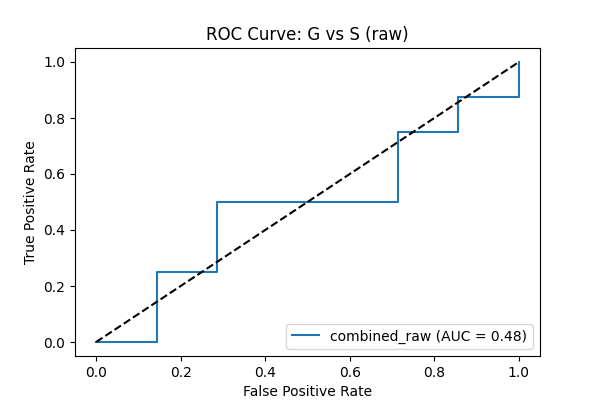 ROC Curve: G vs S (raw)
True Positive Rate
1.0
0.8
0.6
0.4
0.2
0.0
combined_raw (AUC = 0.48)
0.0 0.2 0.4 0.6 0.8 1.0
False Positive Rate